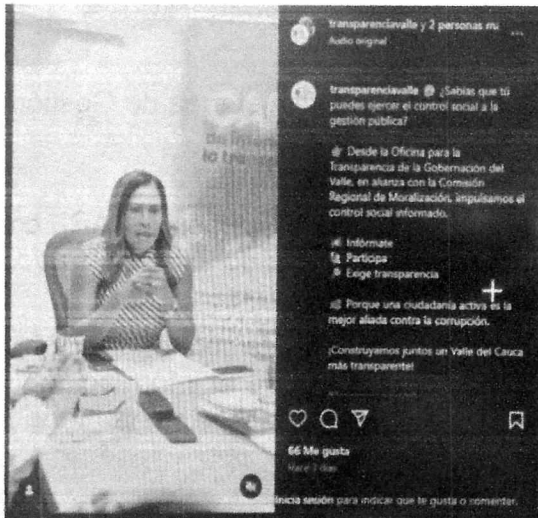 transparenciavalle y 2 personas má
...
Audio original
transparenciavalle ¿Sabías que tú
puedes ejercer el control social a la
gestión pública?
Desde la Oficina para la
Transparencia de la Gobernación del
Valle, en alianza con la Comisión
Regional de Moralización, impulsamos el
control social informado.
Infórmate
Participa
Exige transparencia
Porque una ciudadanía activa es la
mejor aliada contra la corrupción.
¡Construyamos juntos un Valle del Cauca
más transparente!
66 Me gusta
Hace 3 días
Inicia sesión para indicar que te gusta o comentar.